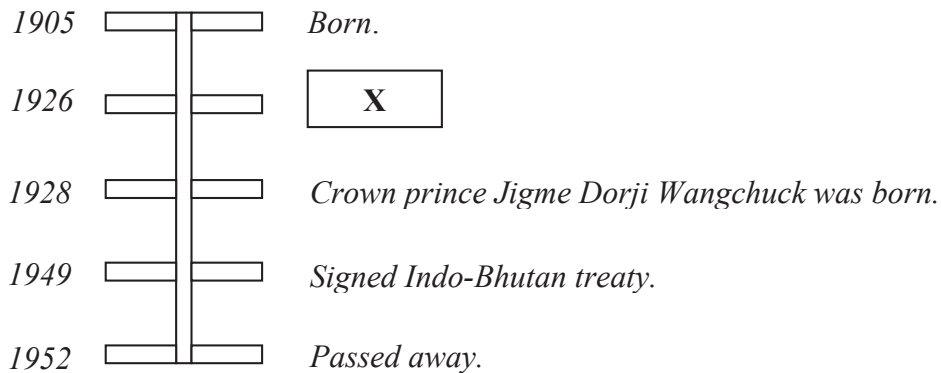 1905 Born.
1926 X
1928 Crown prince Jigme Dorji Wangchuck was born.
1949 Signed Indo-Bhutan treaty.
1952 Passed away.